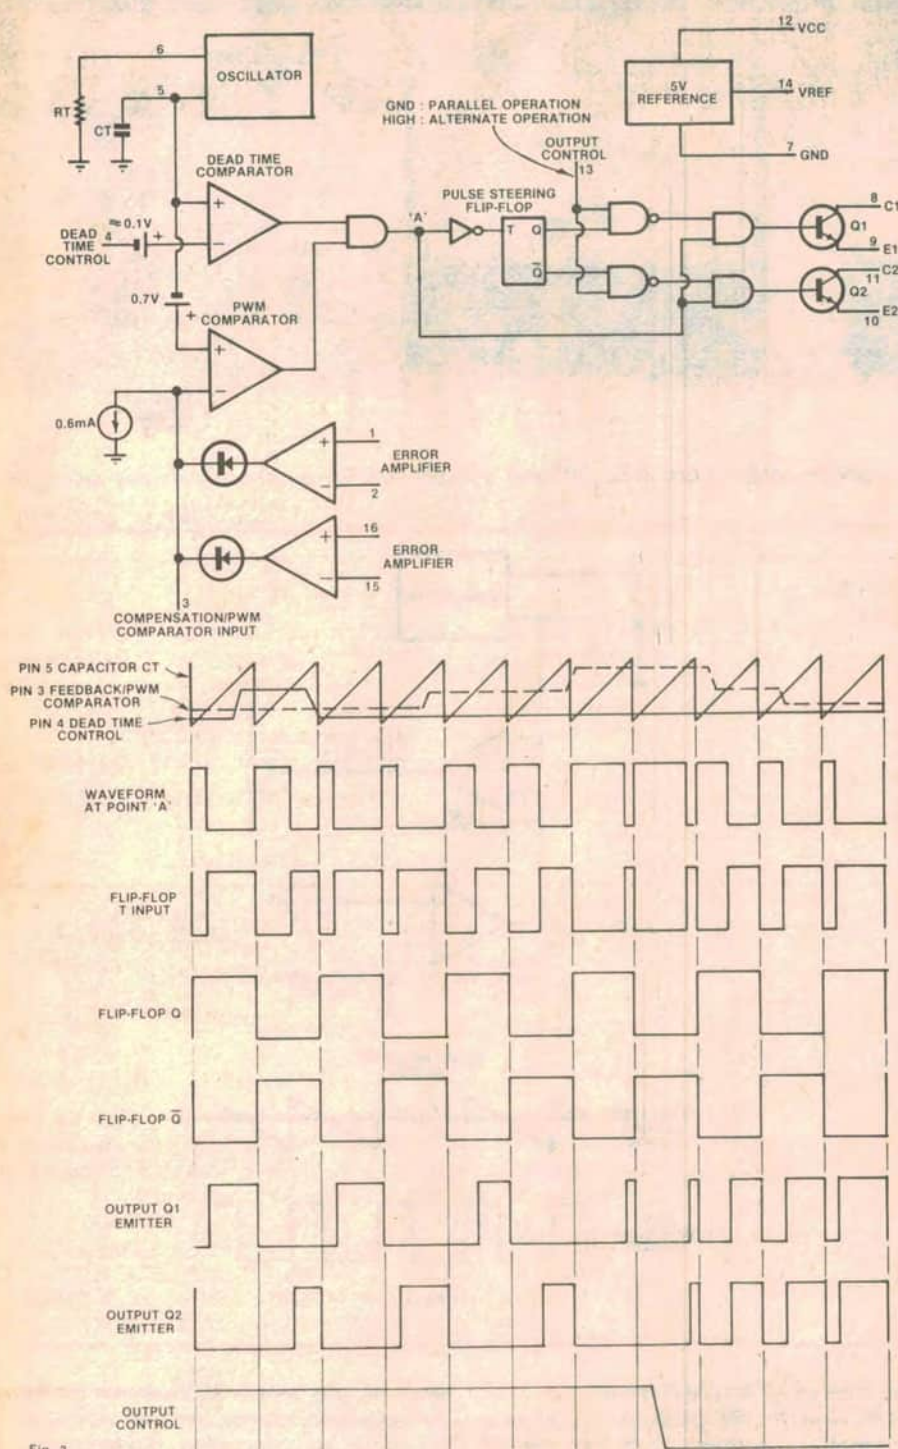 12 VCC
6
OSCILLATOR
5
RT
CT
5V
REFERENCE
14 VREF
7 GND
GND : PARALLEL OPERATION
HIGH : ALTERNATE OPERATION
OUTPUT
CONTROL
13
DEAD TIME
COMPARATOR
+
−
≈0.1V
+
DEAD
TIME
CONTROL
4
'A'
PULSE STEERING
FLIP-FLOP
T Q
Q̅
8 C1
Q1
9 E1
C2
11
Q2
E2
10
0.7V
+
PWM
COMPARATOR
+
−
0.6mA
+
−
1
2
ERROR
AMPLIFIER
+
−
16
15
ERROR
AMPLIFIER
3
COMPENSATION/PWM
COMPARATOR INPUT
PIN 5 CAPACITOR CT
PIN 3 FEEDBACK/PWM
COMPARATOR
PIN 4 DEAD TIME
CONTROL
WAVEFORM
AT POINT 'A'
FLIP-FLOP
T INPUT
FLIP-FLOP Q
FLIP-FLOP Q̅
OUTPUT Q1
EMITTER
OUTPUT Q2
EMITTER
OUTPUT
CONTROL